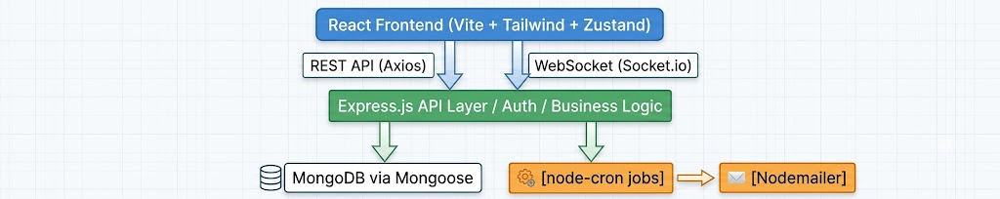 React Frontend (Vite + Tailwind + Zustand)
REST API (Axios)
WebSocket (Socket.io)
Express.js API Layer / Auth / Business Logic
MongoDB via Mongoose
[node-cron jobs]
[Nodemailer]